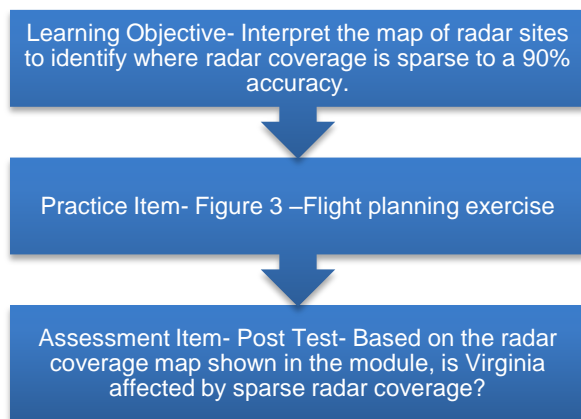 Learning Objective- Interpret the map of radar sites
to identify where radar coverage is sparse to a 90%
accuracy.
Practice Item- Figure 3 –Flight planning exercise
Assessment Item- Post Test- Based on the radar
coverage map shown in the module, is Virginia
affected by sparse radar coverage?